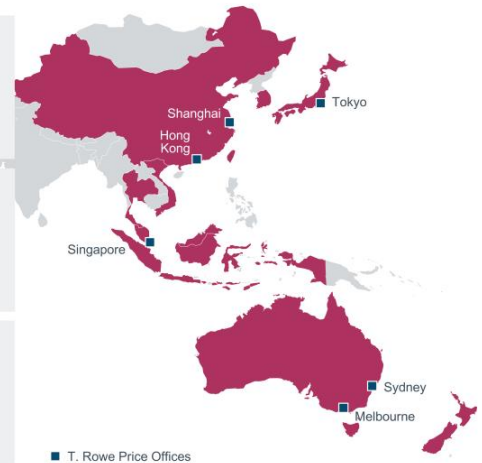 Tokyo
Shanghai
Hong
Kong
Singapore
Sydney
Melbourne
T. Rowe Price Offices